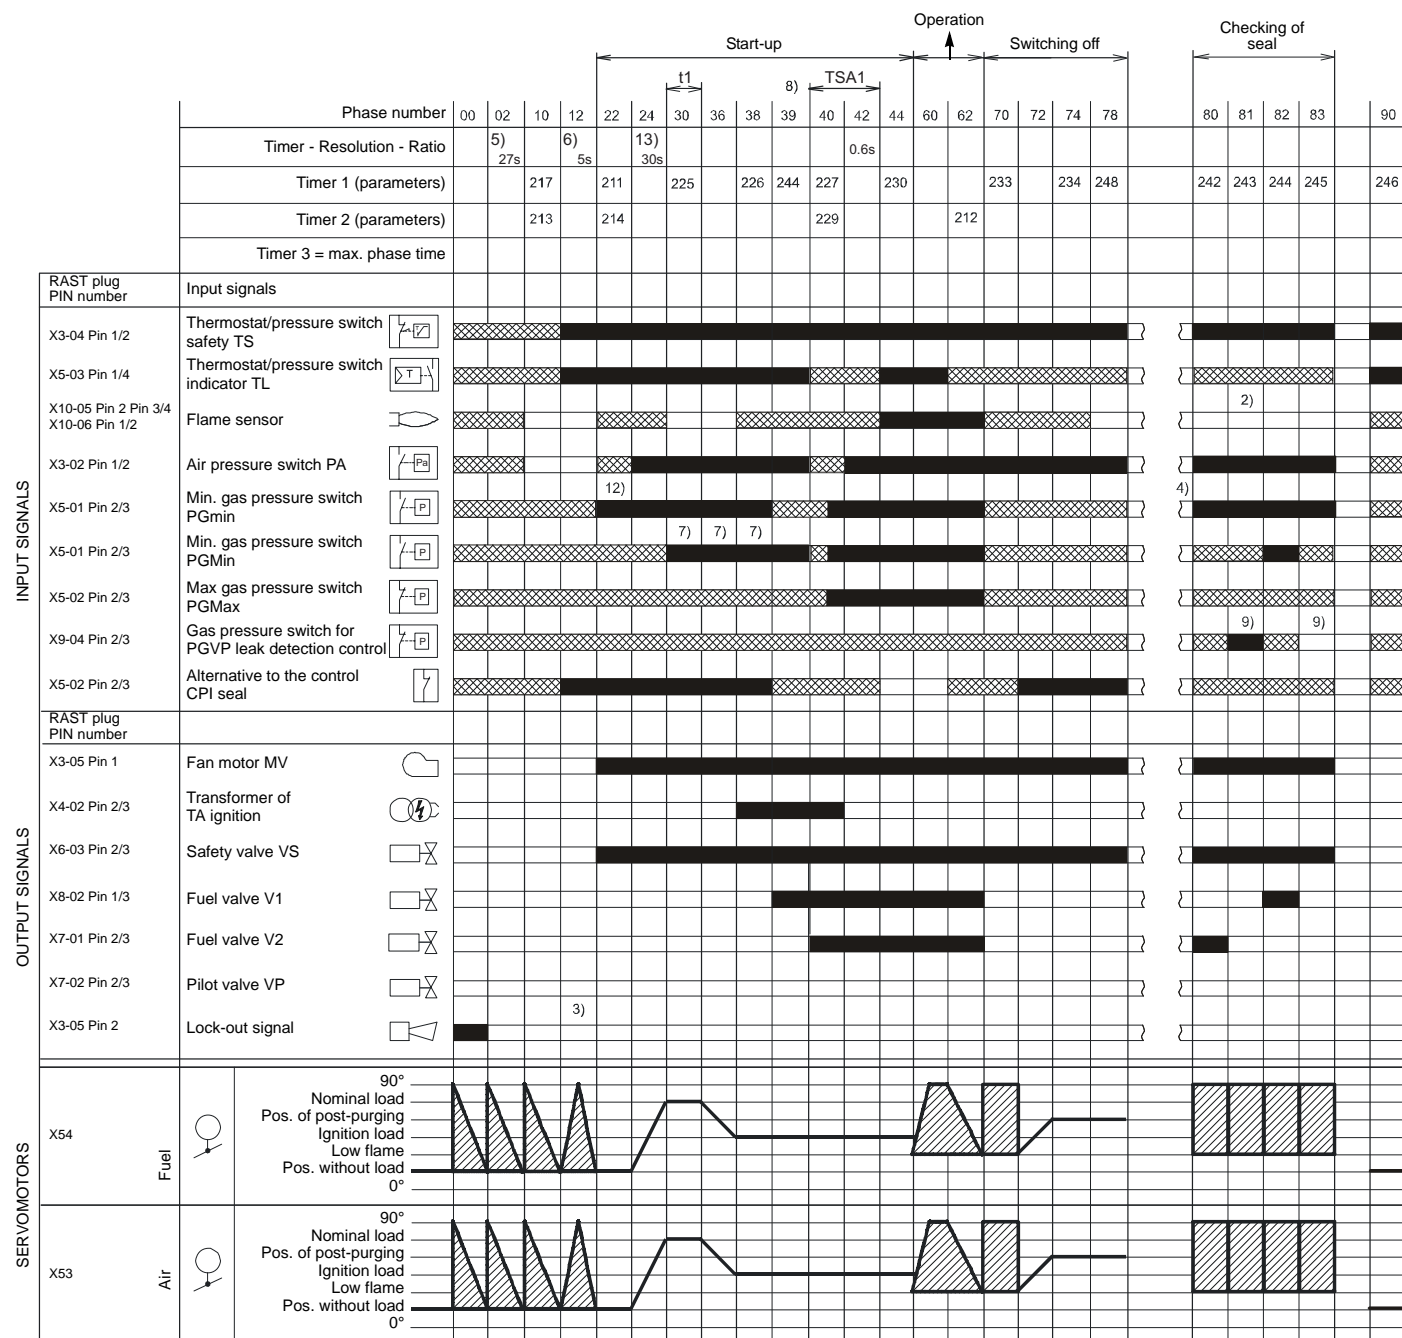 Operation
Start-up
Switching off
Checking of
seal
t1
8)
TSA1
Phase number 00 02 10 12 22 24 30 36 38 39 40 42 44 60 62 70 72 74 78 80 81 82 83 90
Timer - Resolution - Ratio 5) 27s 6) 5s 13) 30s 0.6s
Timer 1 (parameters) 217 211 225 226 244 227 230 233 234 248 242 243 244 245 246
Timer 2 (parameters) 213 214 229 212
Timer 3 = max. phase time
RAST plug
PIN number
Input signals
INPUT SIGNALS
X3-04 Pin 1/2
Thermostat/pressure switch
safety TS
X5-03 Pin 1/4
Thermostat/pressure switch
indicator TL
T
2)
X10-05 Pin 2 Pin 3/4
X10-06 Pin 1/2
Flame sensor
X3-02 Pin 1/2
Air pressure switch PA
Pa
12)
4)
X5-01 Pin 2/3
Min. gas pressure switch
PGmin
P
7) 7) 7)
X5-01 Pin 2/3
Min. gas pressure switch
PGMin
P
X5-02 Pin 2/3
Max gas pressure switch
PGMax
P
9) 9)
X9-04 Pin 2/3
Gas pressure switch for
PGVP leak detection control
P
X5-02 Pin 2/3
Alternative to the control
CPI seal
RAST plug
PIN number
OUTPUT SIGNALS
X3-05 Pin 1
Fan motor MV
X4-02 Pin 2/3
Transformer of
TA ignition
X6-03 Pin 2/3
Safety valve VS
X8-02 Pin 1/3
Fuel valve V1
X7-01 Pin 2/3
Fuel valve V2
X7-02 Pin 2/3
Pilot valve VP
3)
X3-05 Pin 2
Lock-out signal
SERVOMOTORS
X54
Fuel
90°
Nominal load
Pos. of post-purging
Ignition load
Low flame
Pos. without load
0°
X53
Air
90°
Nominal load
Pos. of post-purging
Ignition load
Low flame
Pos. without load
0°